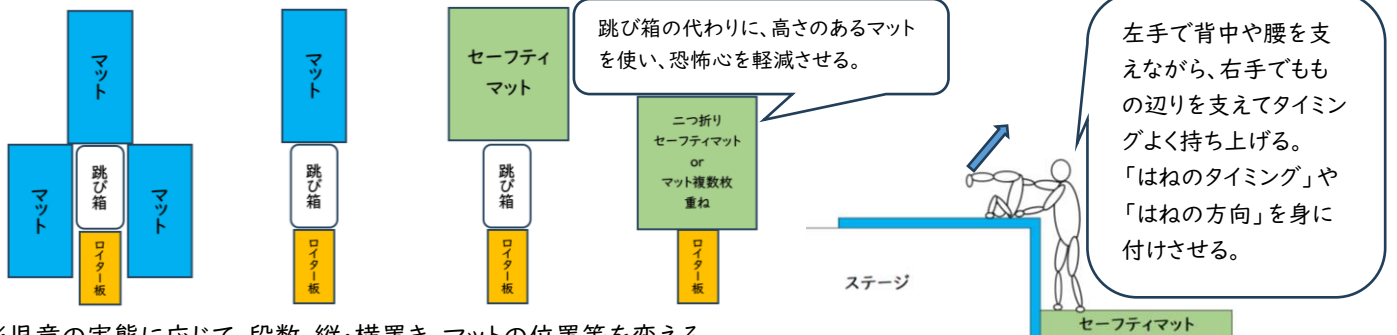 マット
マット
跳び箱
マット
ロイター板
マット
跳び箱
ロイター板
セーフティ
マット
跳び箱
ロイター板
跳び箱の代わりに、高さのあるマット
を使い、恐怖心を軽減させる。
二つ折り
セーフティマット
or
マット複数枚
重ね
ロイター板
左手で背中や腰を支
えながら、右手でもも
の辺りを支えてタイミン
グよく持ち上げる。
「はねのタイミング」や
「はねの方向」を身に
付けさせる。
ステージ
セーフティマット
※児童の実態に応じて、段数、縦・横置き、マットの位置等を変える